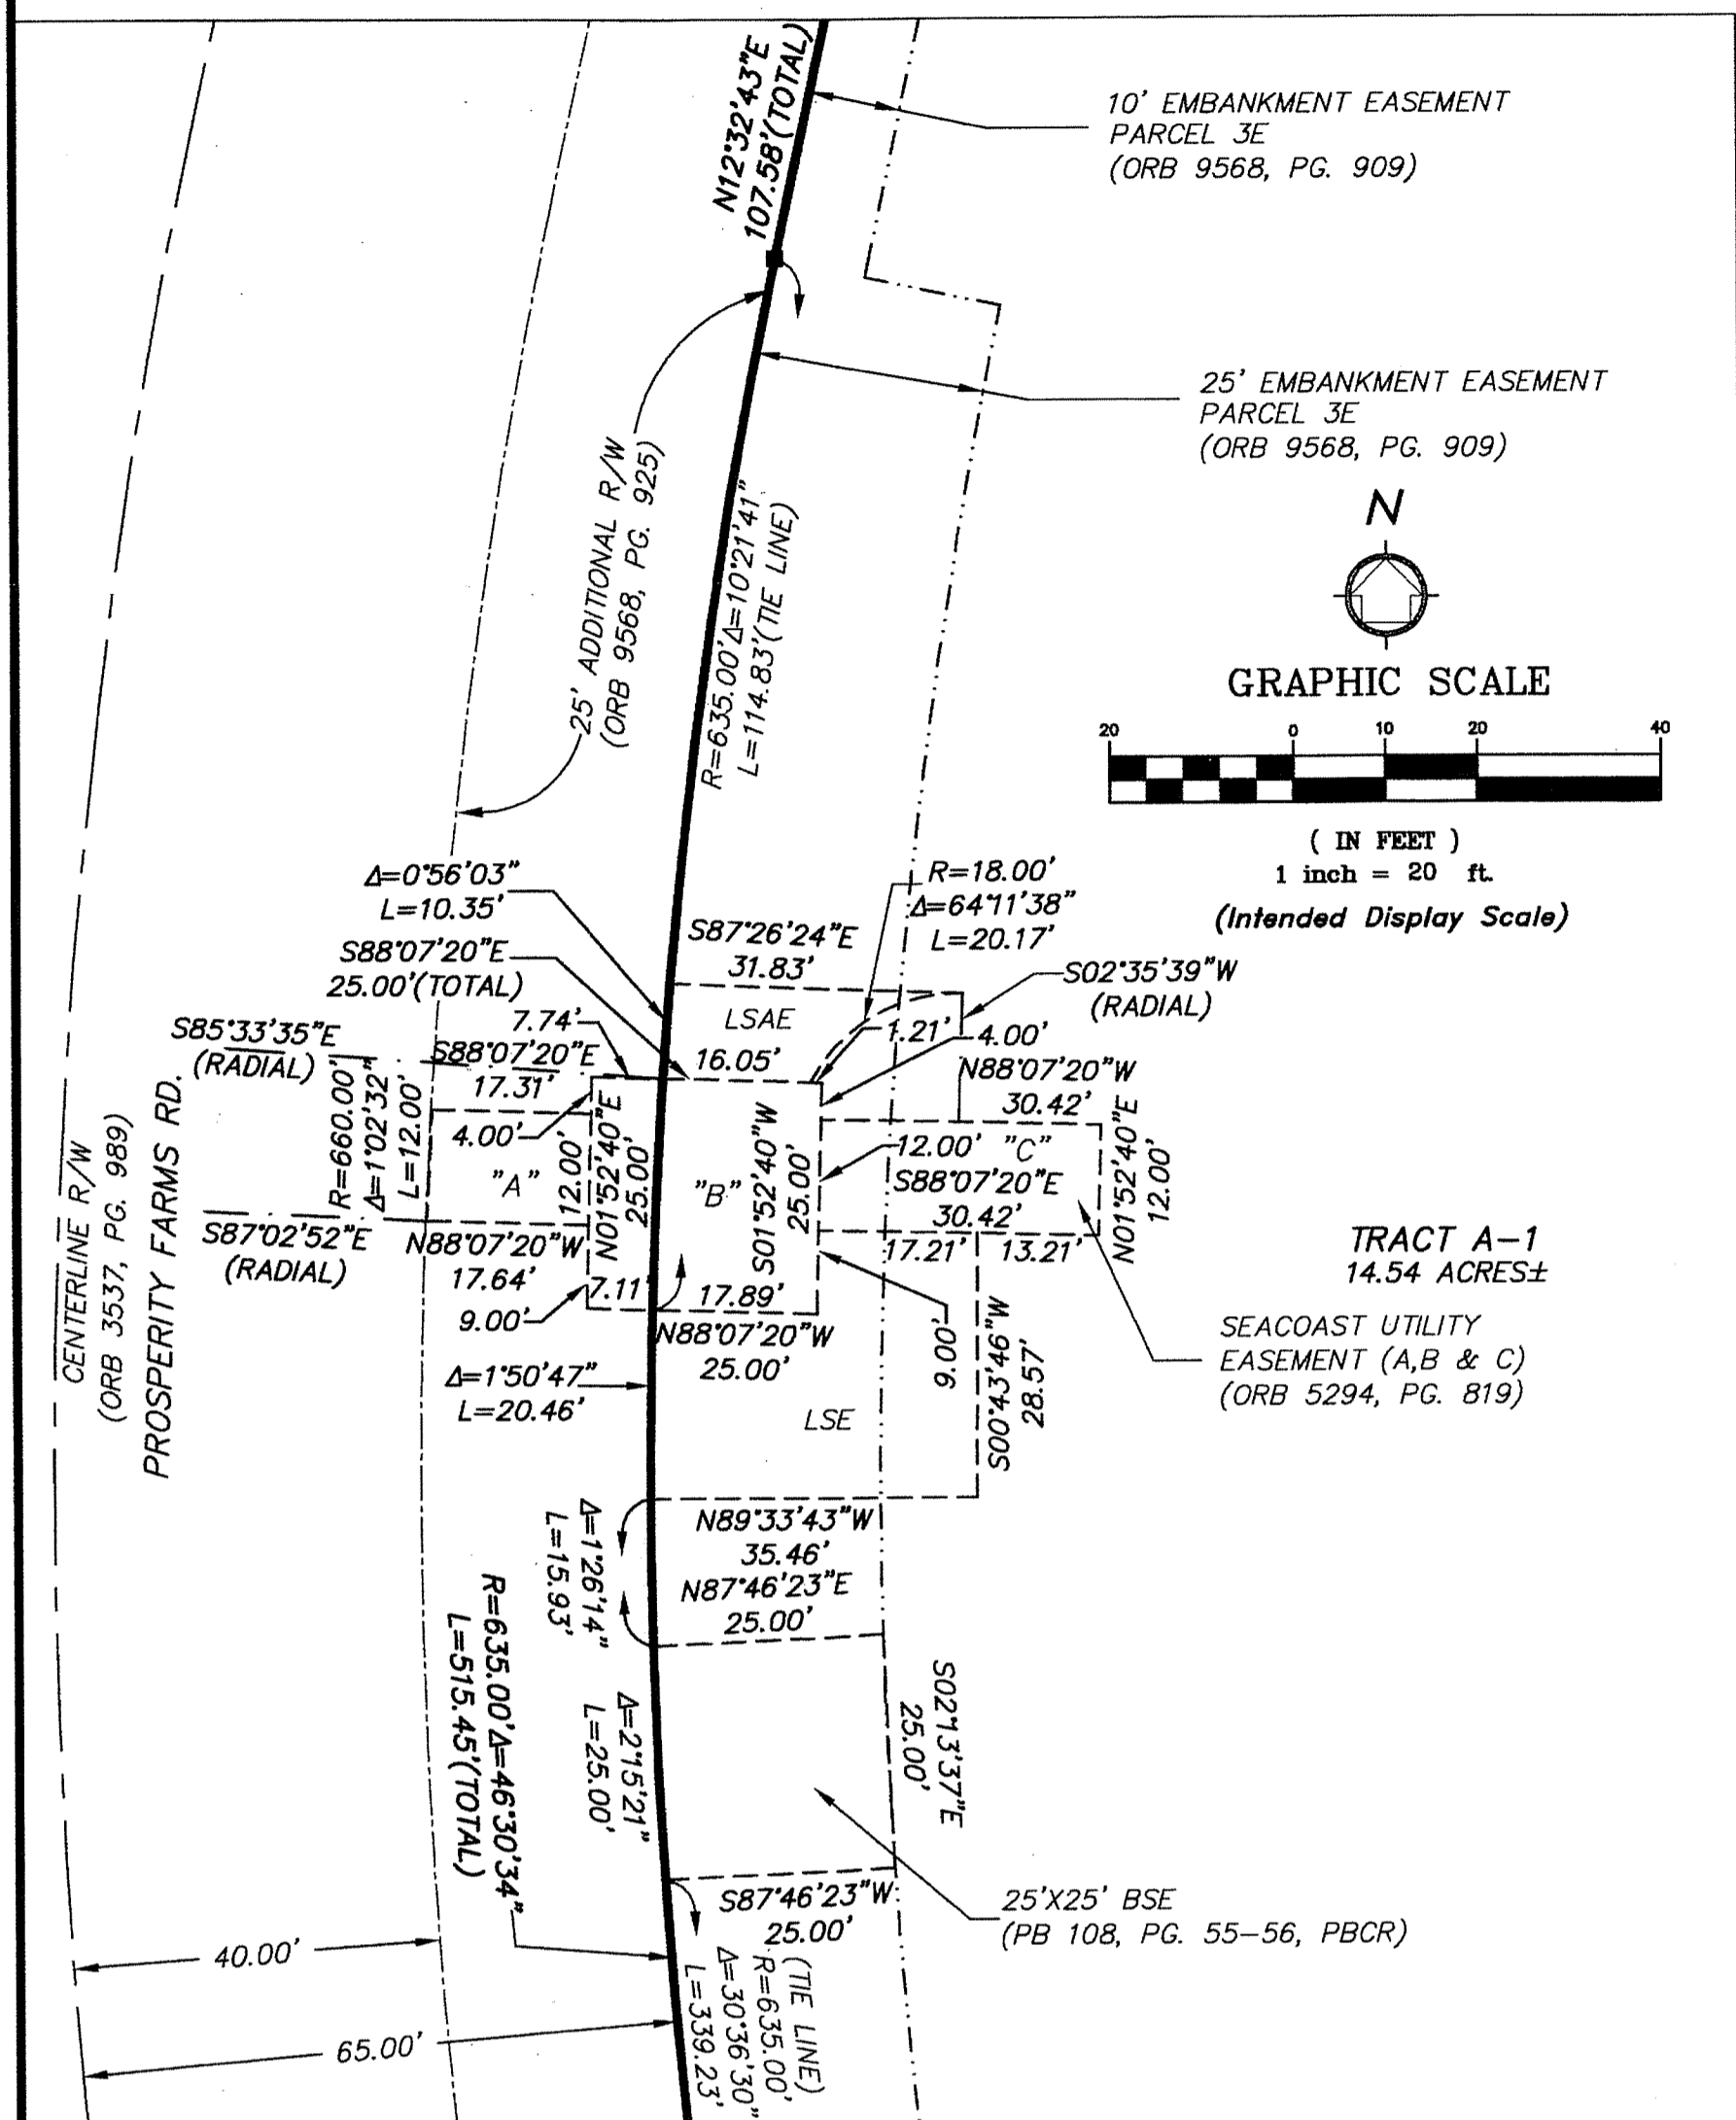 N12°32'43"E
107.58'(TOTAL)
10' EMBANKMENT EASEMENT
PARCEL 3E
(ORB 9568, PG. 909)
25' EMBANKMENT EASEMENT
PARCEL 3E
(ORB 9568, PG. 909)
25' ADDITIONAL R/W
(ORB 9568, PG. 925)
R=635.00'Δ=10°21'41"
L=114.83'(TIE LINE)
N
GRAPHIC SCALE
20 0 10 20 40
( IN FEET )
1 inch = 20 ft.
(Intended Display Scale)
Δ=0°56'03"
L=10.35'
S88°07'20"E
25.00'(TOTAL)
R=18.00'
Δ=64°11'38"
L=20.17'
S87°26'24"E
31.83'
S02°35'39"W
(RADIAL)
LSAE
7.74'
16.05'
1.21'
4.00'
S85°33'35"E
(RADIAL)
S88°07'20"E
17.31'
N88°07'20"W
30.42'
R=660.00'
Δ=1°02'32"
L=12.00'
4.00'
"A"
12.00'
N01°52'40"E
25.00'
"B"
S01°52'40"W
25.00'
12.00'
"C"
S88°07'20"E
30.42'
N01°52'40"E
12.00'
17.21'
13.21'
S87°02'52"E
(RADIAL)
N88°07'20"W
17.64'
9.00'
7.11'
17.89'
N88°07'20"W
25.00'
9.00'
S00°43'46"W
28.57'
CENTERLINE R/W
(ORB 3537, PG. 989)
PROSPERITY FARMS RD.
TRACT A-1
14.54 ACRES±
SEACOAST UTILITY
EASEMENT (A,B & C)
(ORB 5294, PG. 819)
Δ=1°50'47"
L=20.46'
LSE
N89°33'43"W
35.46'
Δ=1°26'14"
L=15.93'
N87°46'23"E
25.00'
R=635.00'Δ=46°30'34"
L=515.45'(TOTAL)
Δ=2°15'21"
L=25.00'
S02°13'37"E
25.00'
S87°46'23"W
25.00'
25'X25' BSE
(PB 108, PG. 55-56, PBCR)
(TIE LINE)
R=635.00'
Δ=30°36'30"
L=339.23'
40.00'
65.00'